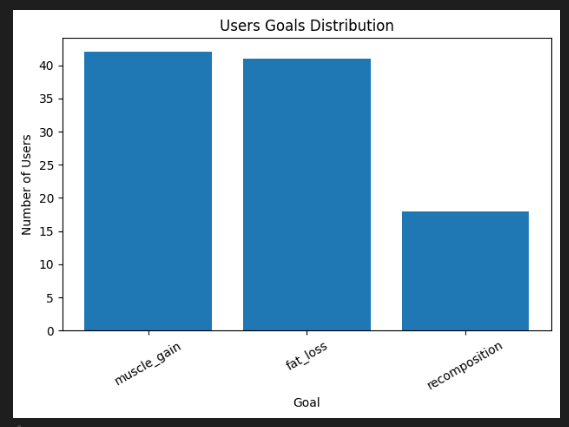 Users Goals Distribution
Number of Users
40
35
30
25
20
15
10
5
0
muscle_gain
fat_loss
recomposition
Goal